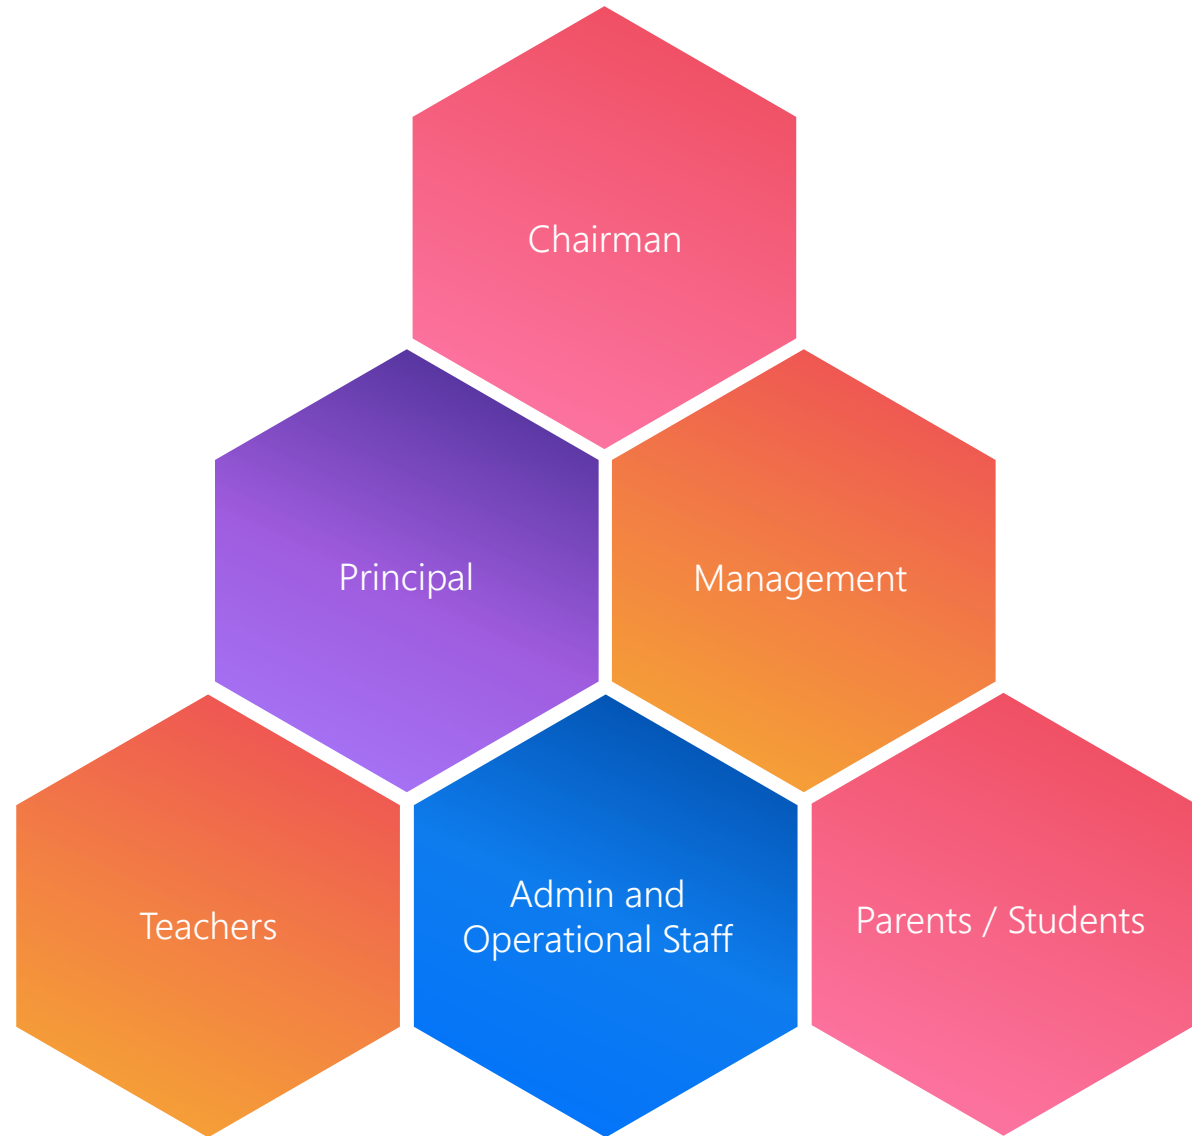 Chairman
Principal
Management
Teachers
Admin and
Operational Staff
Parents / Students